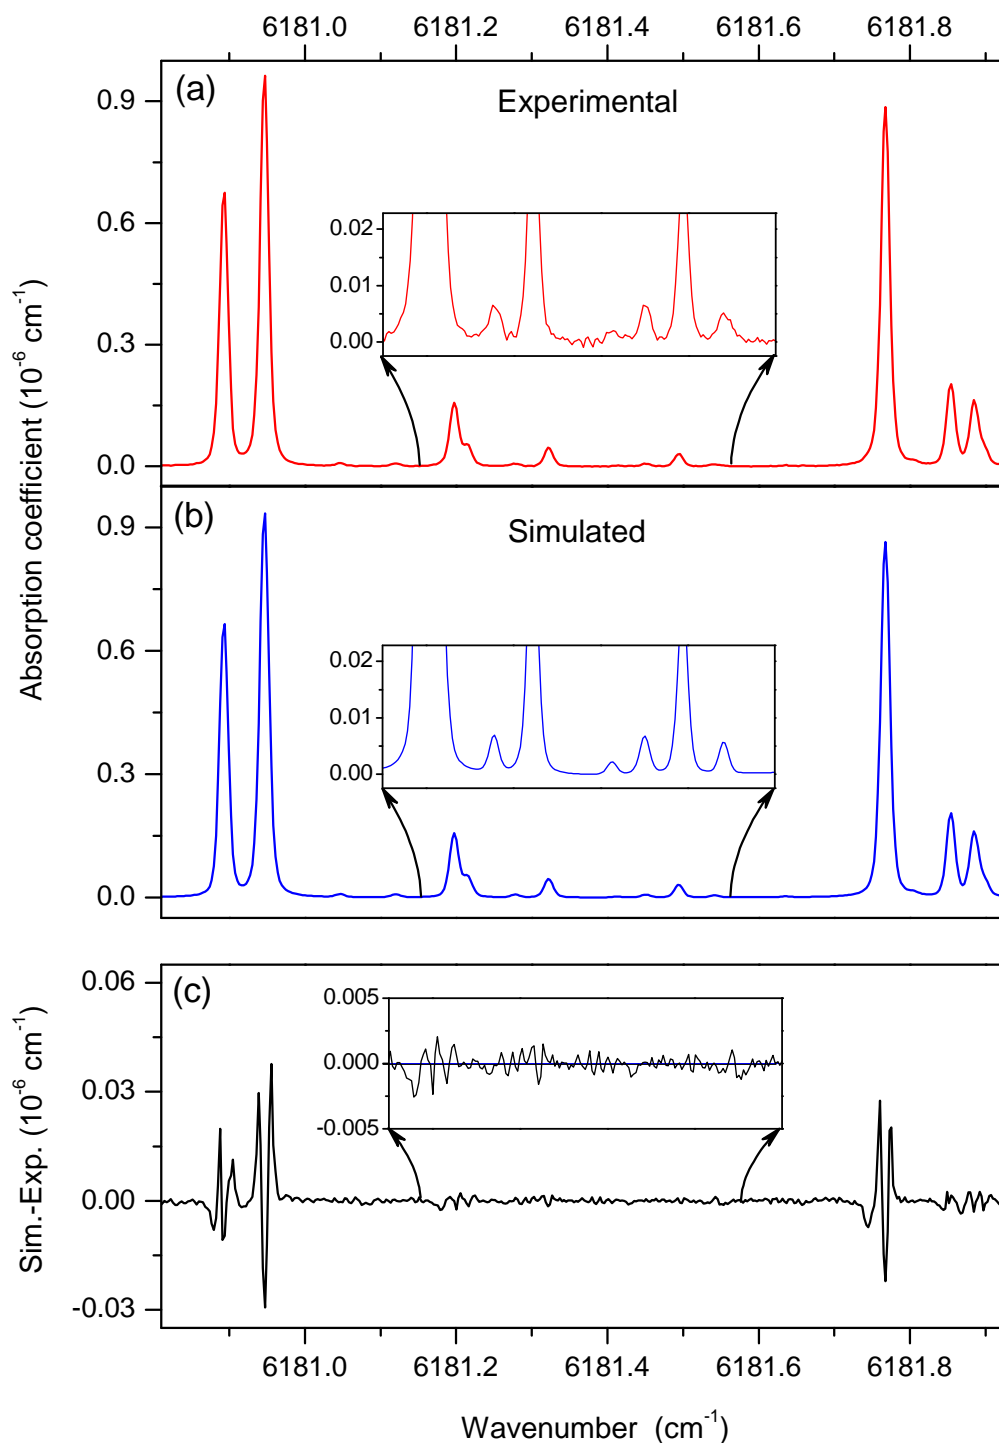 6181.0 6181.2 6181.4 6181.6 6181.8
(a)
Experimental
0.9
0.6
0.3
0.0
0.02
0.01
0.00
Absorption coefficient (10⁻⁶ cm⁻¹)
(b)
Simulated
0.9
0.6
0.3
0.0
0.02
0.01
0.00
(c)
0.06
0.03
0.00
-0.03
0.005
0.000
-0.005
Sim.-Exp. (10⁻⁶ cm⁻¹)
6181.0 6181.2 6181.4 6181.6 6181.8
Wavenumber (cm⁻¹)